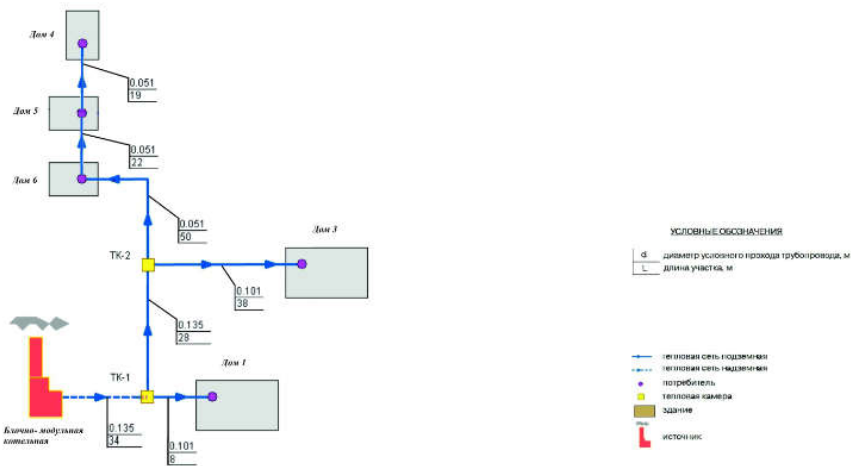 Дом 4
0.051
19
Дом 5
0.051
22
Дом 6
0.051
50
Дом 3
ТК-2
0.101
38
0.135
28
Дом 1
ТК-1
Блочно- модульная
котельная
0.135
34
0.101
8
УСЛОВНЫЕ ОБОЗНАЧЕНИЯ
d диаметр условного прохода трубопровода, м
L длина участка, м
тепловая сеть подземная
тепловая сеть надземная
потребитель
тепловая камера
здание
источник